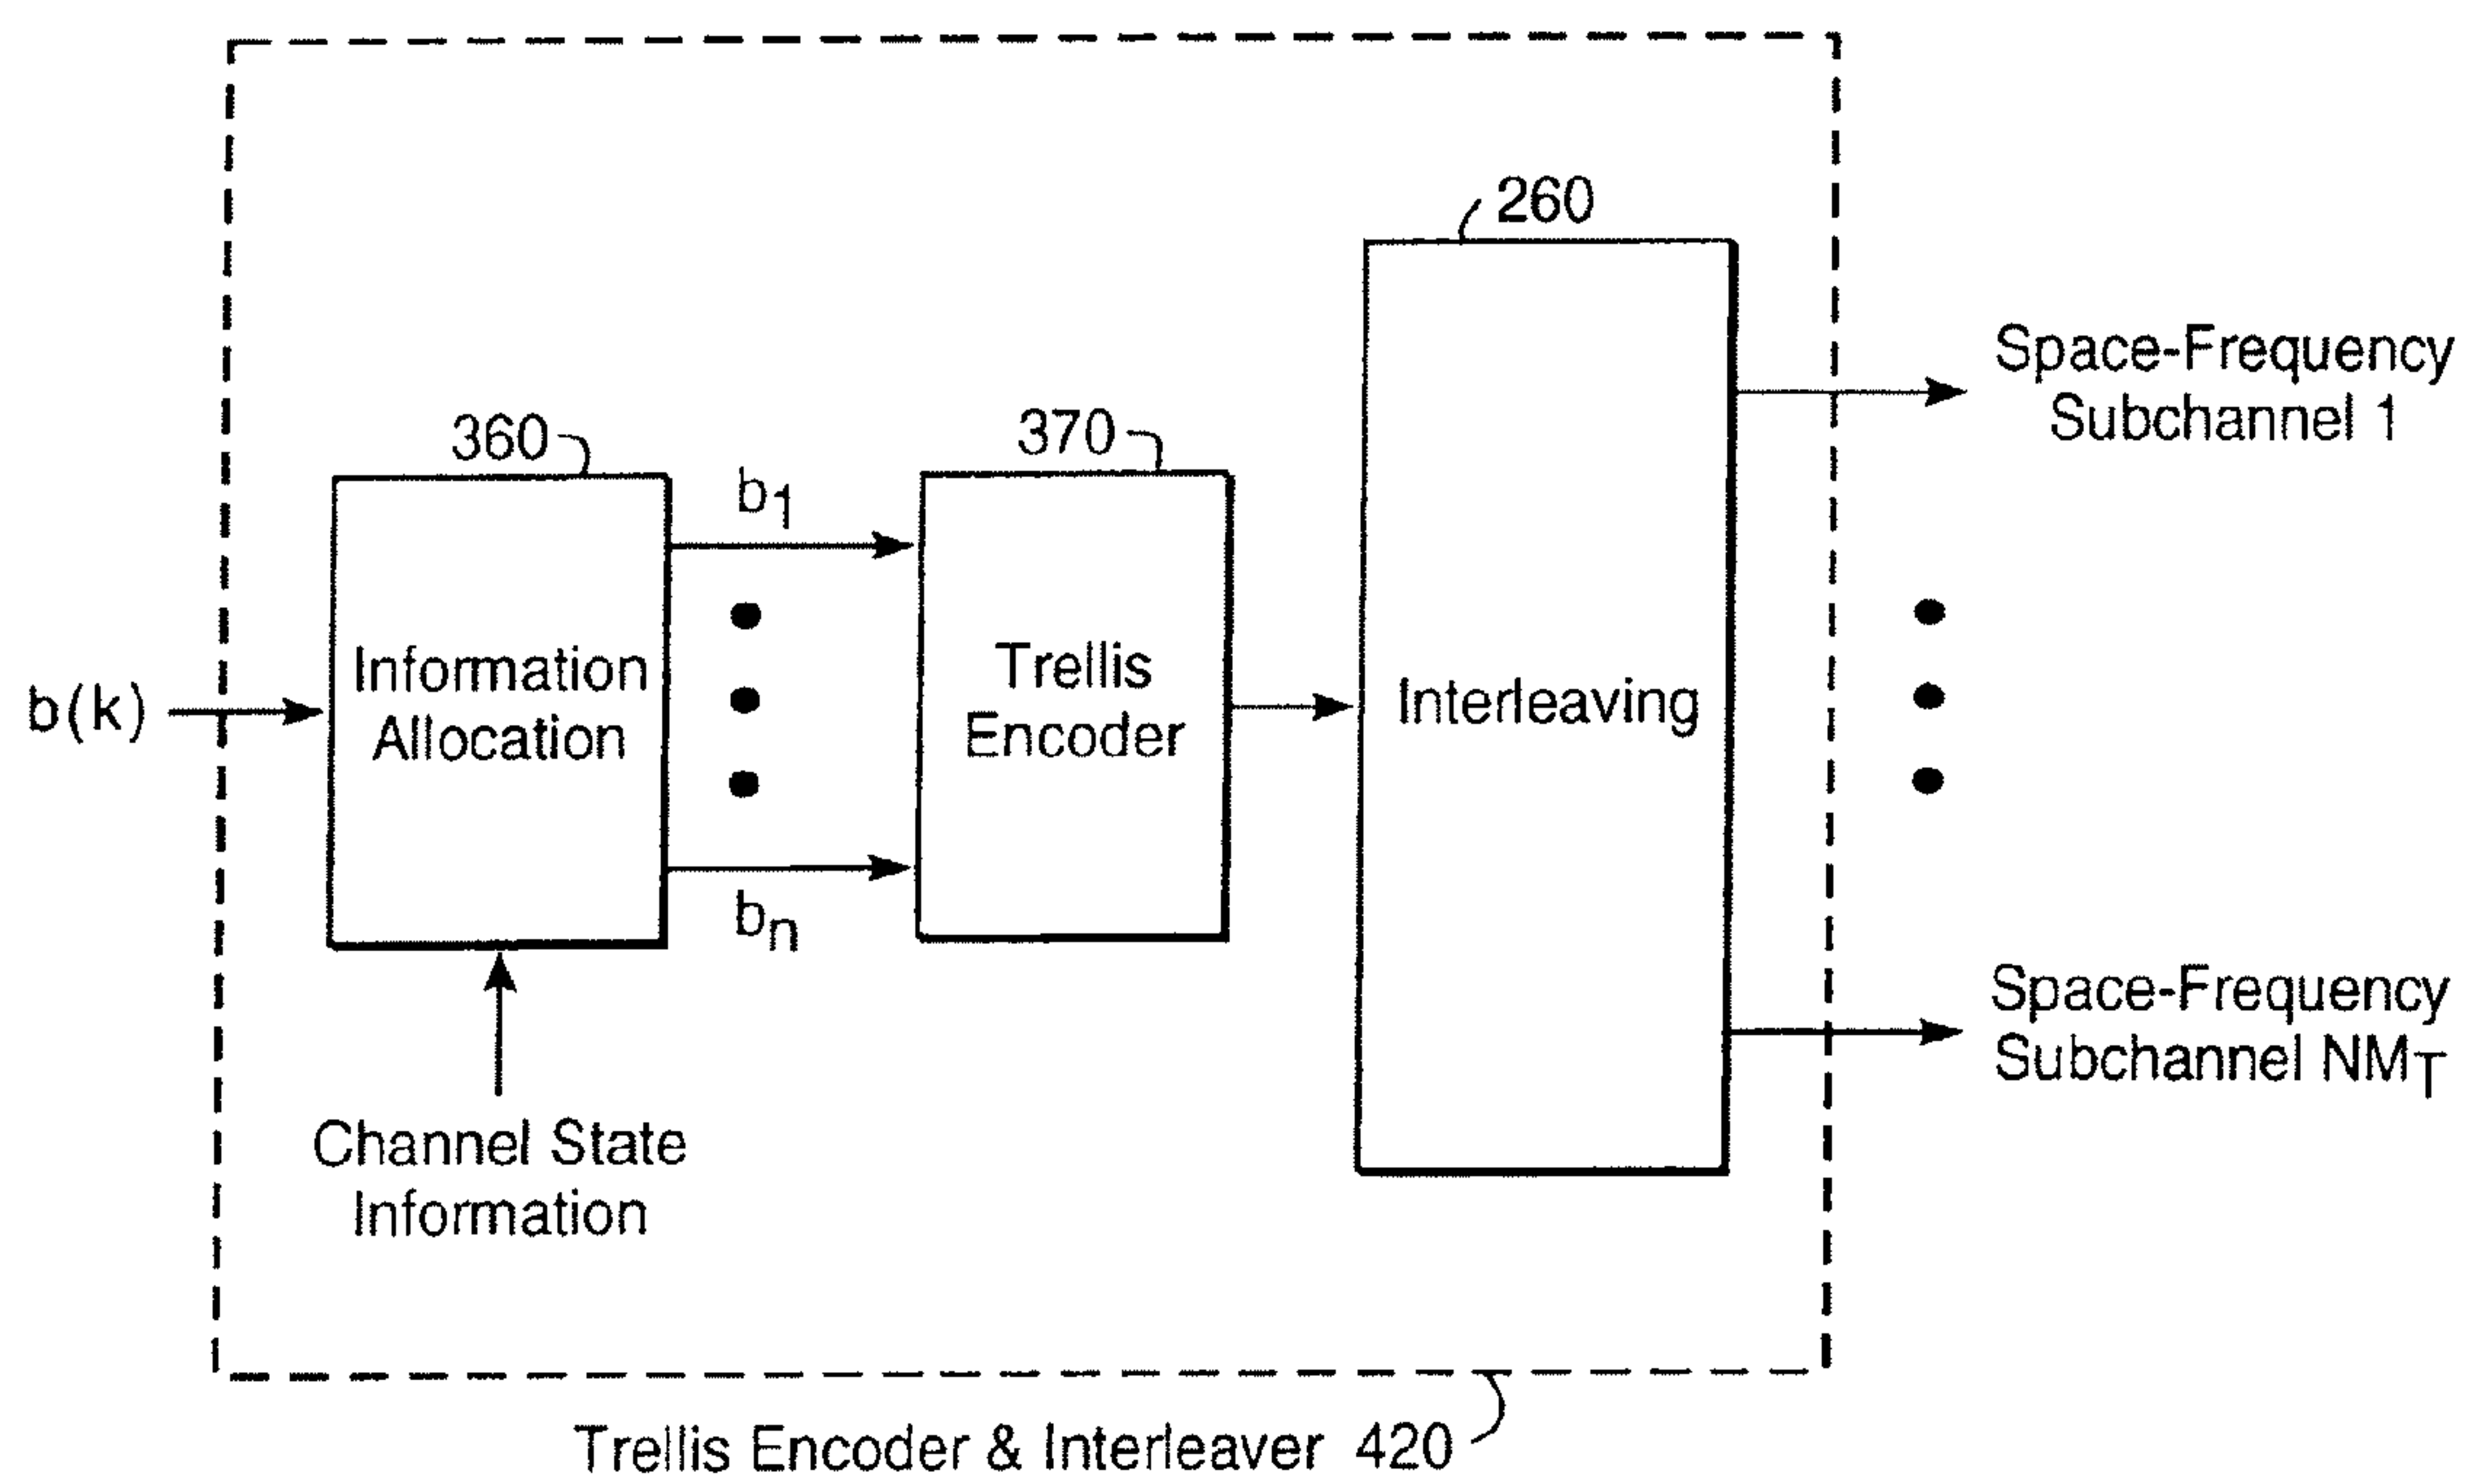 260
Space-Frequency
Subchannel 1
360
370
b1
Information
Allocation
Trellis
Encoder
Interleaving
b(k)
bn
Space-Frequency
Subchannel NMT
Channel State
Information
Trellis Encoder & Interleaver 420